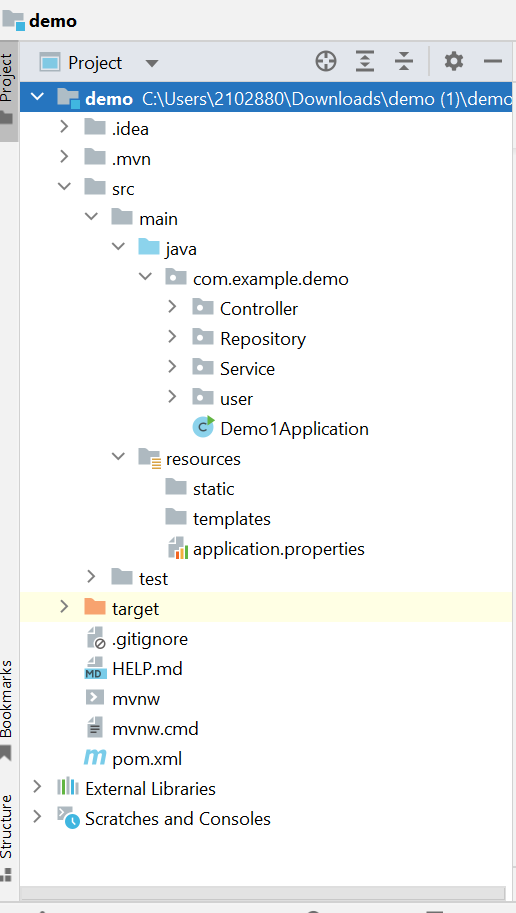 demo
Project
Project
demo C:\Users\2102880\Downloads\demo (1)\demo
.idea
.mvn
src
main
java
com.example.demo
Controller
Repository
Service
user
C Demo1Application
resources
static
templates
application.properties
test
target
.gitignore
MD HELP.md
mvnw
mvnw.cmd
m pom.xml
External Libraries
Scratches and Consoles
Bookmarks
Structure